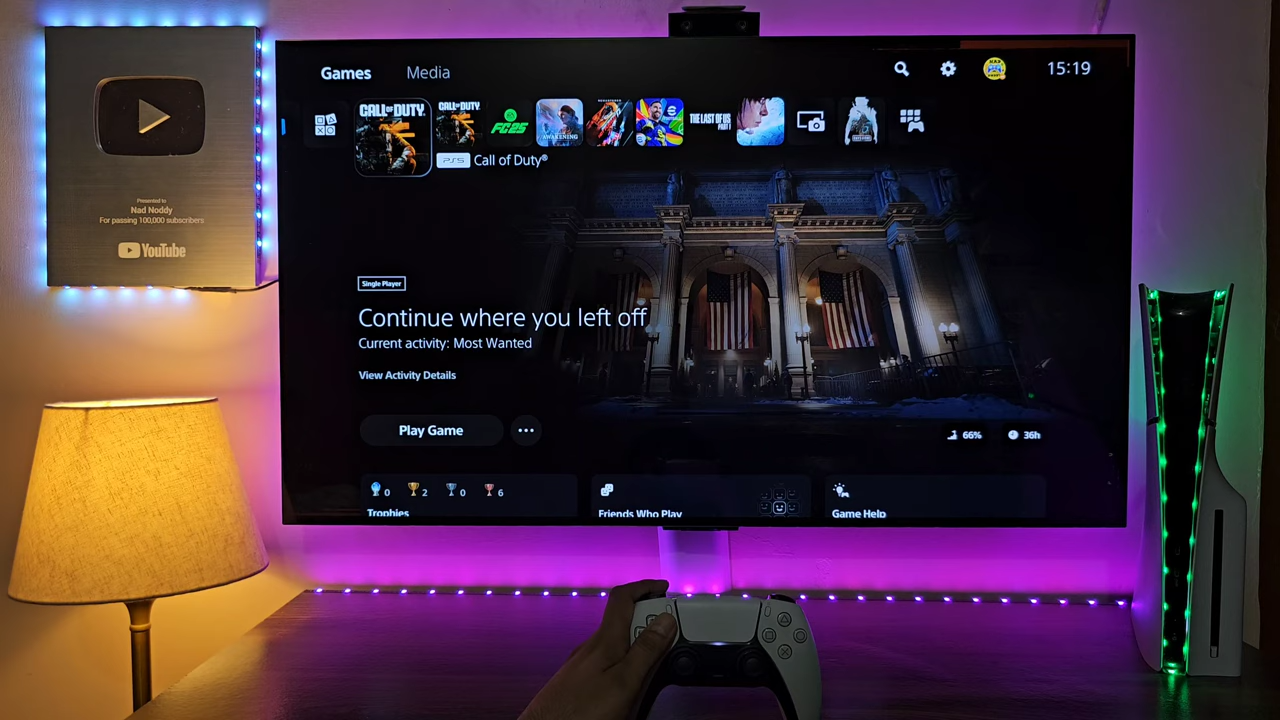 Presented to
Nad Noddy
For passing 100,000 subscribers
YouTube
Games
Media
15:19
CALL OF DUTY
CALL OF DUTY
FC25
AWAKENING
THE LAST OF US
PART I
PS5 Call of Duty®
Single Player
Continue where you left off
Current activity: Most Wanted
View Activity Details
Play Game
66%
36h
0
2
0
6
Trophies
Friends Who Play
Game Help